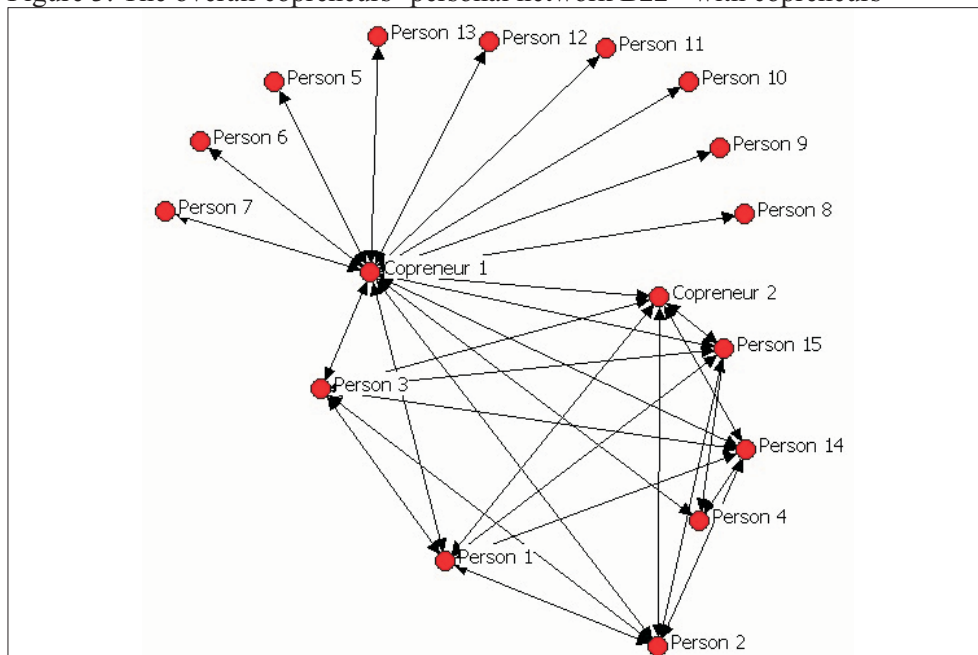 Figure 3: The overall copreneurs' personal network B22 - with copreneurs
Person 13
Person 12
Person 11
Person 5
Person 10
Person 6
Person 9
Person 7
Person 8
Copreneur 1
Copreneur 2
Person 15
Person 3
Person 14
Person 4
Person 1
Person 2